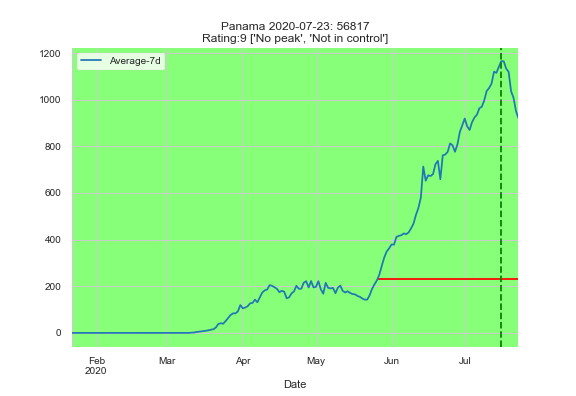 Panama 2020-07-23: 56817
Rating:9 ['No peak', 'Not in control']
Average-7d
1200
1000
800
600
400
200
0
Feb Mar Apr May Jun Jul
2020
Date